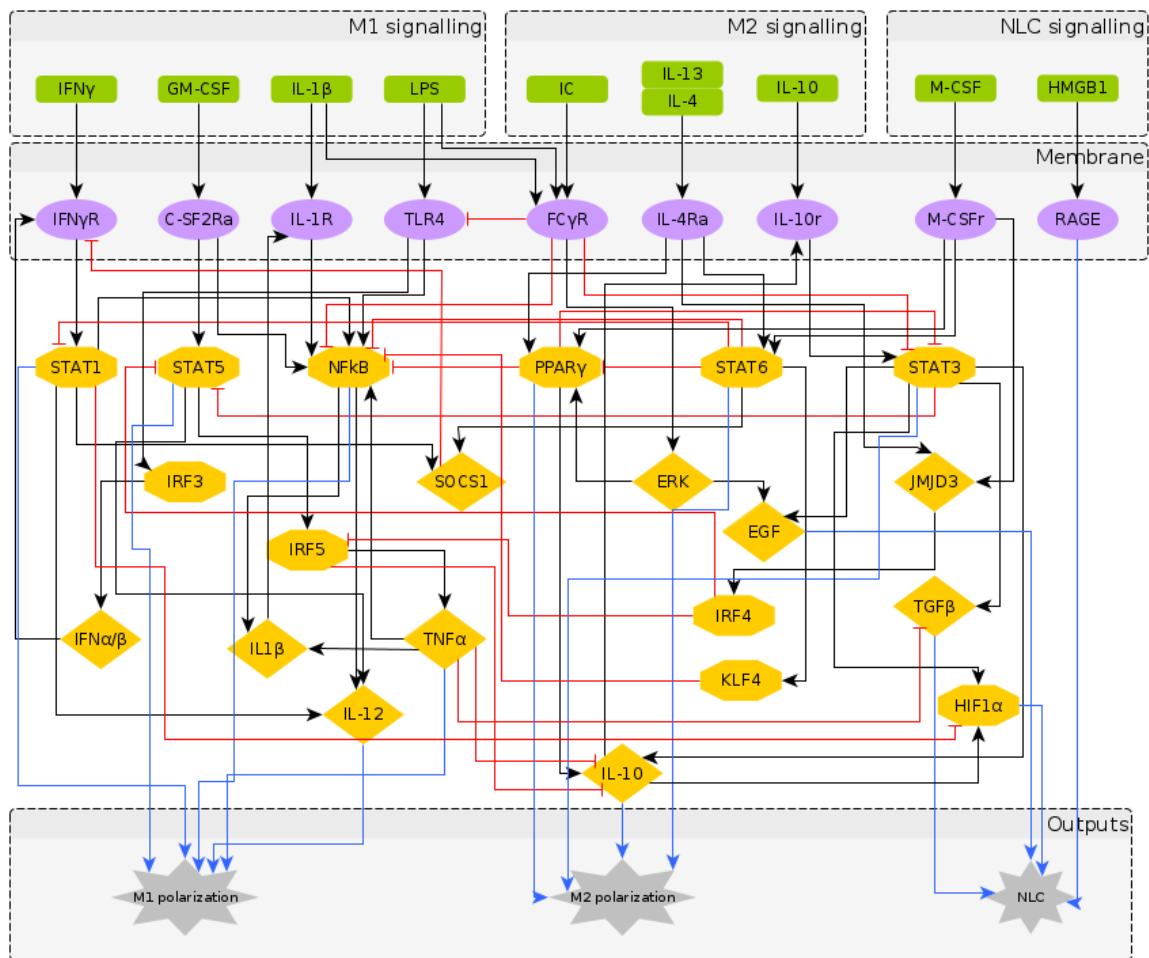 M1 signalling
M2 signalling
NLC signalling
IFNγ
GM-CSF
IL-1β
LPS
IC
IL-13
IL-4
IL-10
M-CSF
HMGB1
Membrane
IFNγR
C-SF2Ra
IL-1R
TLR4
FCγR
IL-4Ra
IL-10r
M-CSFr
RAGE
STAT1
STAT5
NFkB
PPARγ
STAT6
STAT3
IRF3
SOCS1
ERK
JMJD3
EGF
IRF5
IRF4
TGFβ
IFNα/β
IL1β
TNFα
KLF4
HIF1α
IL-12
IL-10
Outputs
M1 polarization
M2 polarization
NLC